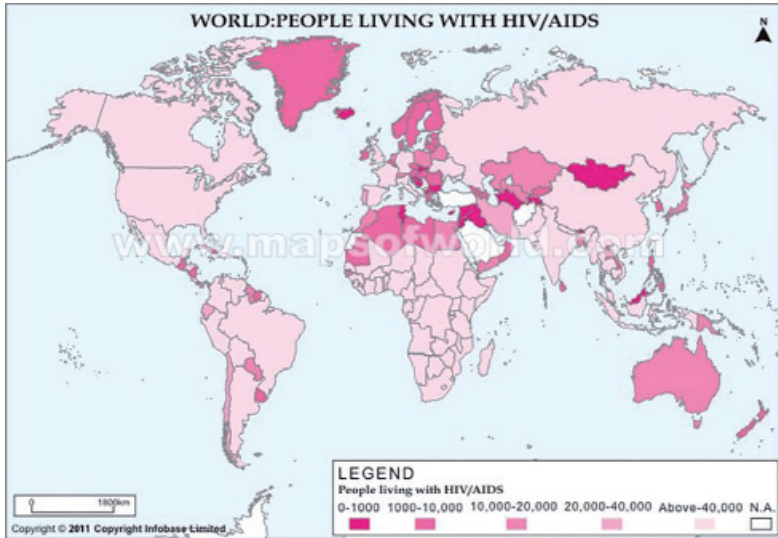 WORLD:PEOPLE LIVING WITH HIV/AIDS
N
www.mapsofworld.com
LEGEND
People living with HIV/AIDS
0-1000 1000-10,000 10,000-20,000 20,000-40,000 Above-40,000 N.A.
0 1800km
Copyright © 2011 Copyright Infobase Limited